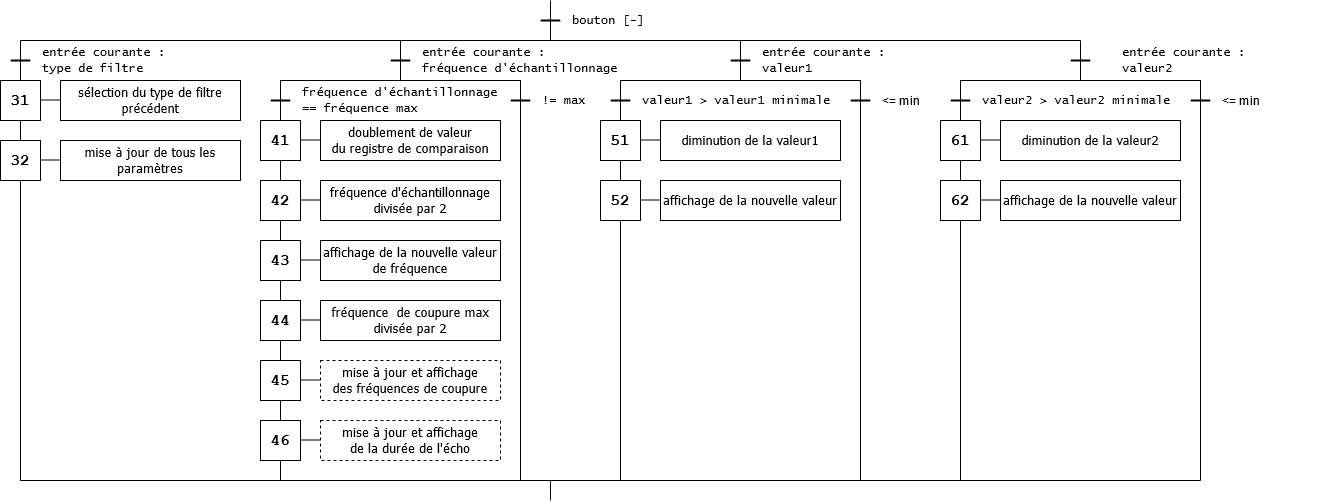 bouton [-]
entrée courante :
type de filtre
31
sélection du type de filtre
précédent
32
mise à jour de tous les
paramètres
entrée courante :
fréquence d'échantillonnage
fréquence d'échantillonnage
== fréquence max
!= max
41
doublement de valeur
du registre de comparaison
42
fréquence d'échantillonnage
divisée par 2
43
affichage de la nouvelle valeur
de fréquence
44
fréquence de coupure max
divisée par 2
45
mise à jour et affichage
des fréquences de coupure
46
mise à jour et affichage
de la durée de l'écho
entrée courante :
valeur1
valeur1 > valeur1 minimale
<= min
51
diminution de la valeur1
52
affichage de la nouvelle valeur
entrée courante :
valeur2
valeur2 > valeur2 minimale
<= min
61
diminution de la valeur2
62
affichage de la nouvelle valeur